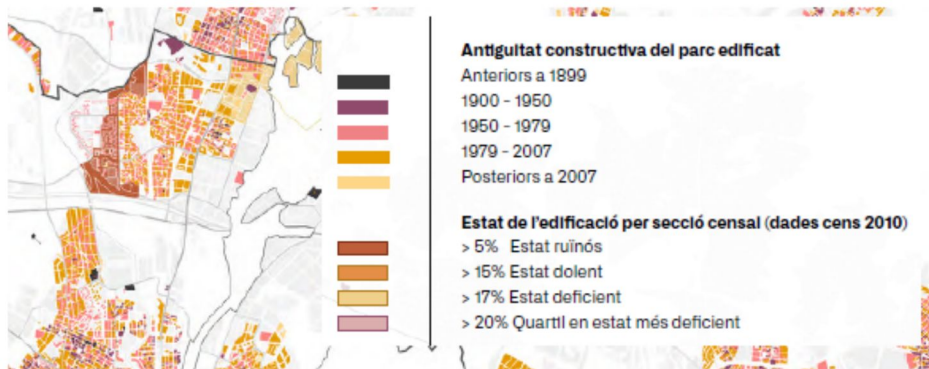 Antiguitat constructiva del parc edificat
Anteriors a 1899
1900 - 1950
1950 - 1979
1979 - 2007
Posteriors a 2007
Estat de l'edificació per secció censal (dades cens 2010)
> 5% Estat ruïnós
> 15% Estat dolent
> 17% Estat deficient
> 20% Quartil en estat més deficient